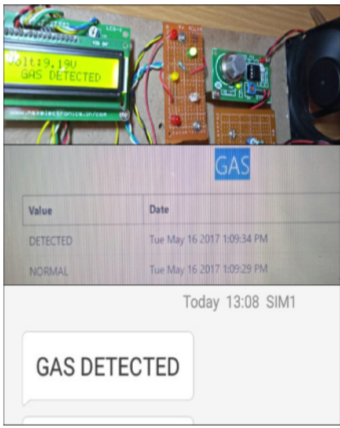 Volt:9.19V
GAS DETECTED
GAS
Value Date
DETECTED Tue May 16 2017 1:09:34 PM
NORMAL Tue May 16 2017 1:09:29 PM
Today 13:08 SIM1
GAS DETECTED